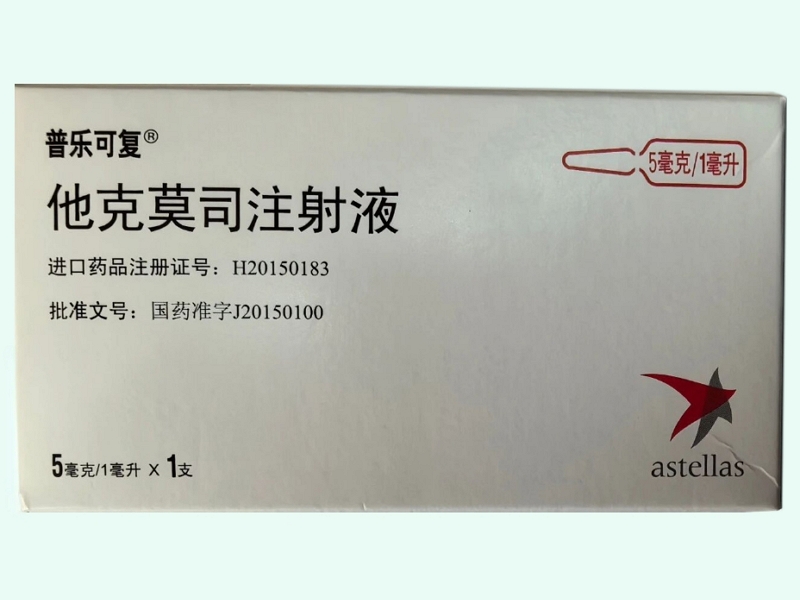 普乐可复®
5毫克/1毫升
他克莫司注射液
进口药品注册证号：H20150183
批准文号：国药准字J20150100
5毫克/1毫升 X 1支
astellas